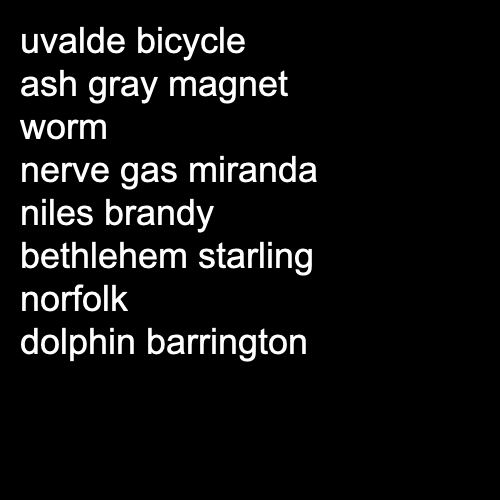 uvalde bicycle
ash gray magnet
worm
nerve gas miranda
niles brandy
bethlehem starling
norfolk
dolphin barrington